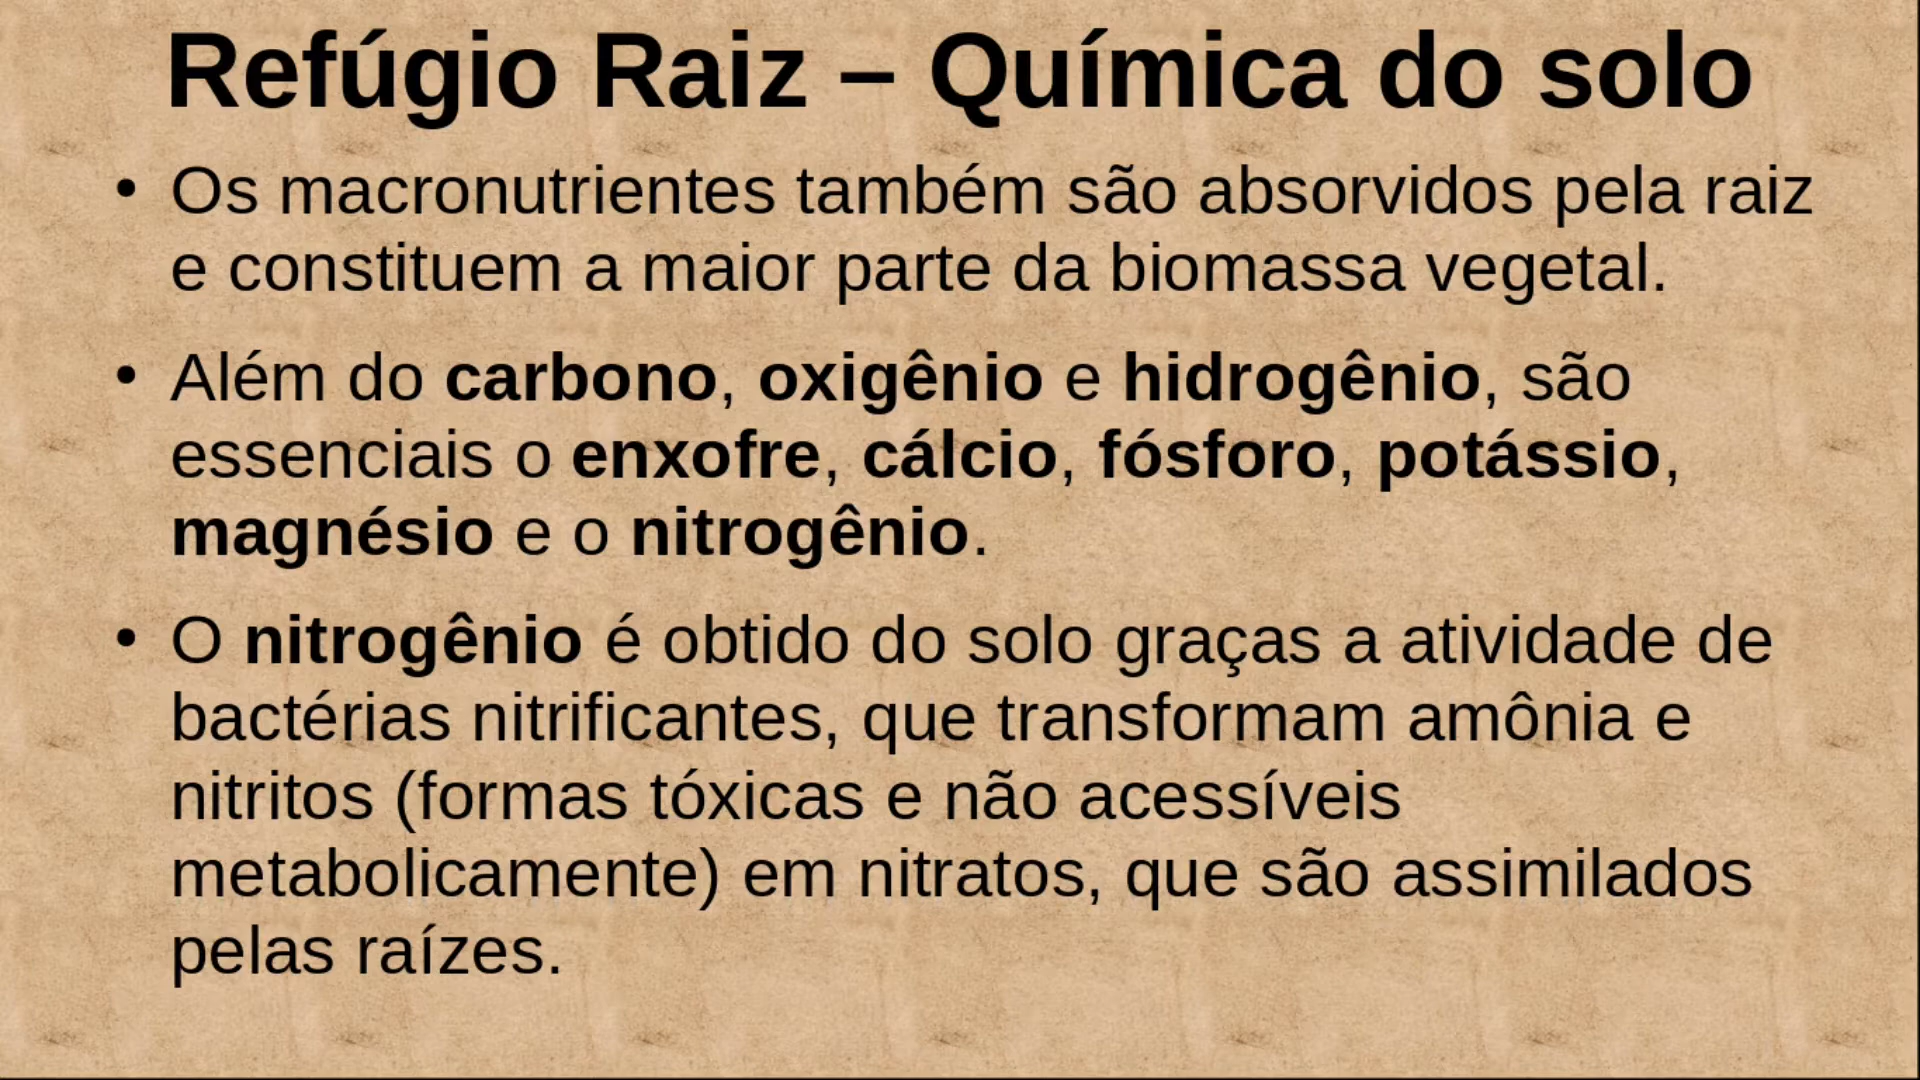 Refúgio Raiz – Química do solo
• Os macronutrientes também são absorvidos pela raiz
e constituem a maior parte da biomassa vegetal.
• Além do carbono, oxigênio e hidrogênio, são
essenciais o enxofre, cálcio, fósforo, potássio,
magnésio e o nitrogênio.
• O nitrogênio é obtido do solo graças a atividade de
bactérias nitrificantes, que transformam amônia e
nitritos (formas tóxicas e não acessíveis
metabolicamente) em nitratos, que são assimilados
pelas raízes.